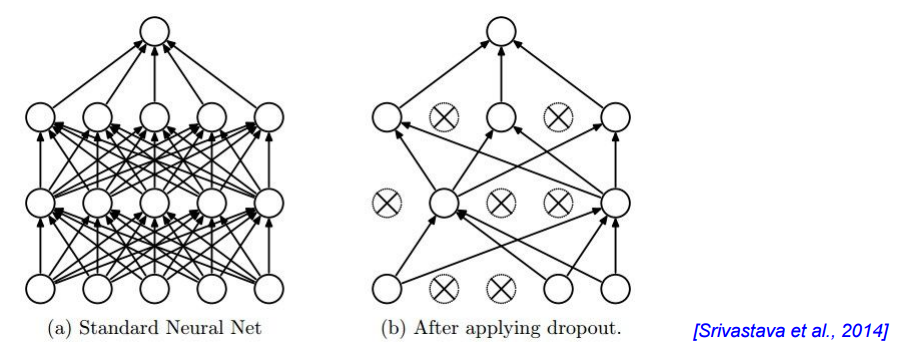 (a) Standard Neural Net
(b) After applying dropout.
[Srivastava et al., 2014]